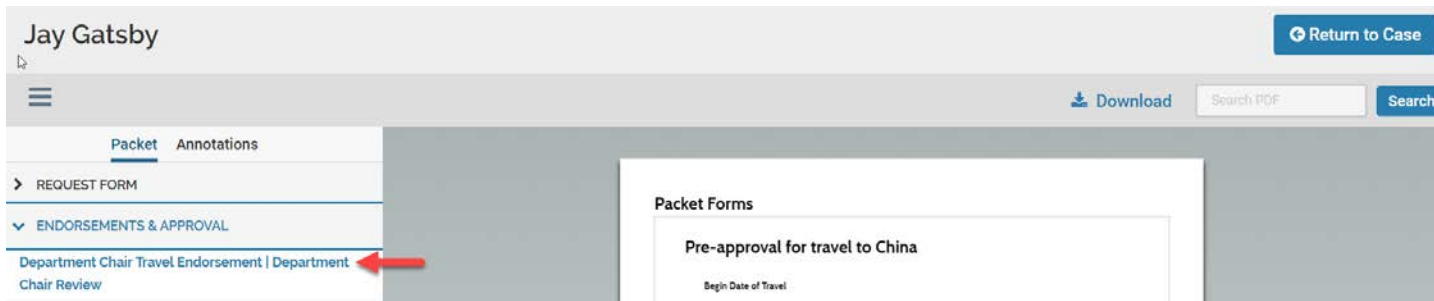 Jay Gatsby
Return to Case
Download
Search PDF
Search
Packet Annotations
REQUEST FORM
ENDORSEMENTS & APPROVAL
Department Chair Travel Endorsement | Department
Chair Review
Packet Forms
Pre-approval for travel to China
Begin Date of Travel